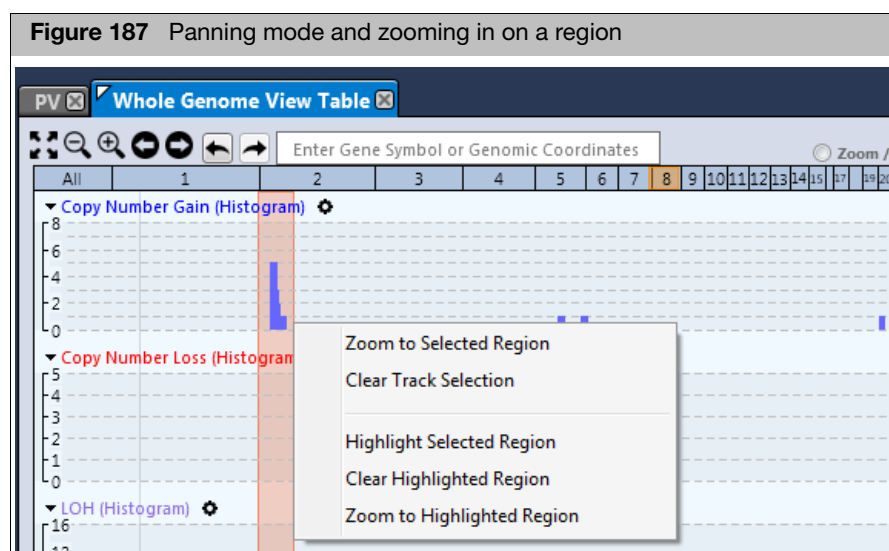 Figure 187 Panning mode and zooming in on a region
PV Whole Genome View Table
Enter Gene Symbol or Genomic Coordinates Zoom /
All 1 2 3 4 5 6 7 8 9 10 11 12 13 14 15 17 19 20
Copy Number Gain (Histogram)
8
6
4
2
0
Zoom to Selected Region
Copy Number Loss (Histogram
5
Clear Track Selection
4
3
2
Highlight Selected Region
1
0
Clear Highlighted Region
LOH (Histogram)
16
Zoom to Highlighted Region